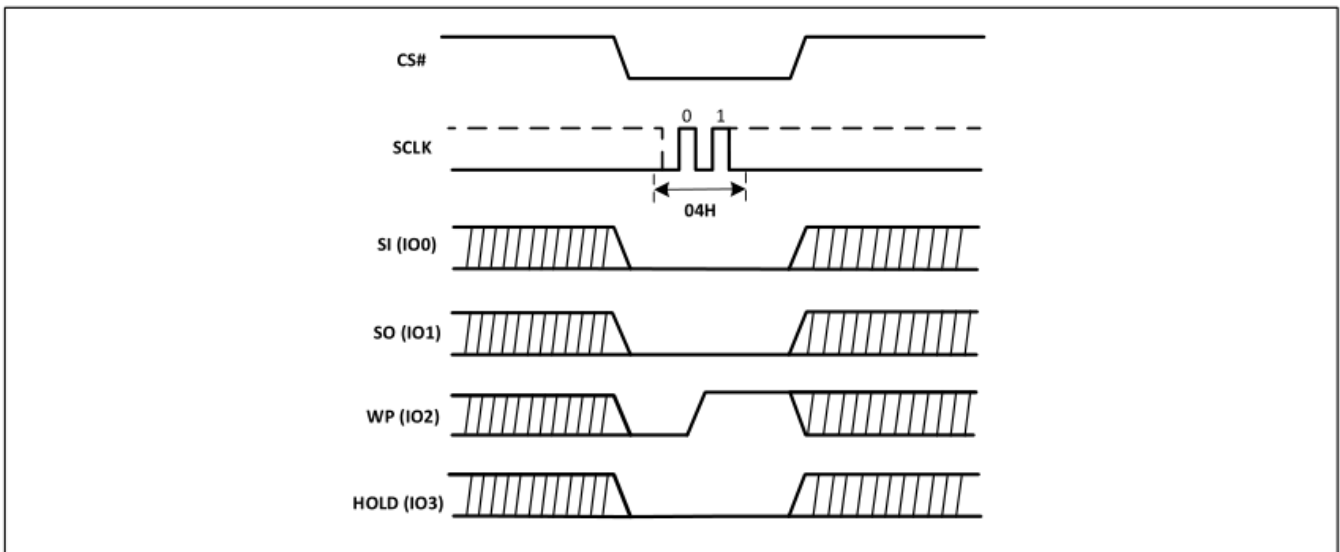 CS#
0 1
SCLK
04H
SI (IO0)
SO (IO1)
WP (IO2)
HOLD (IO3)